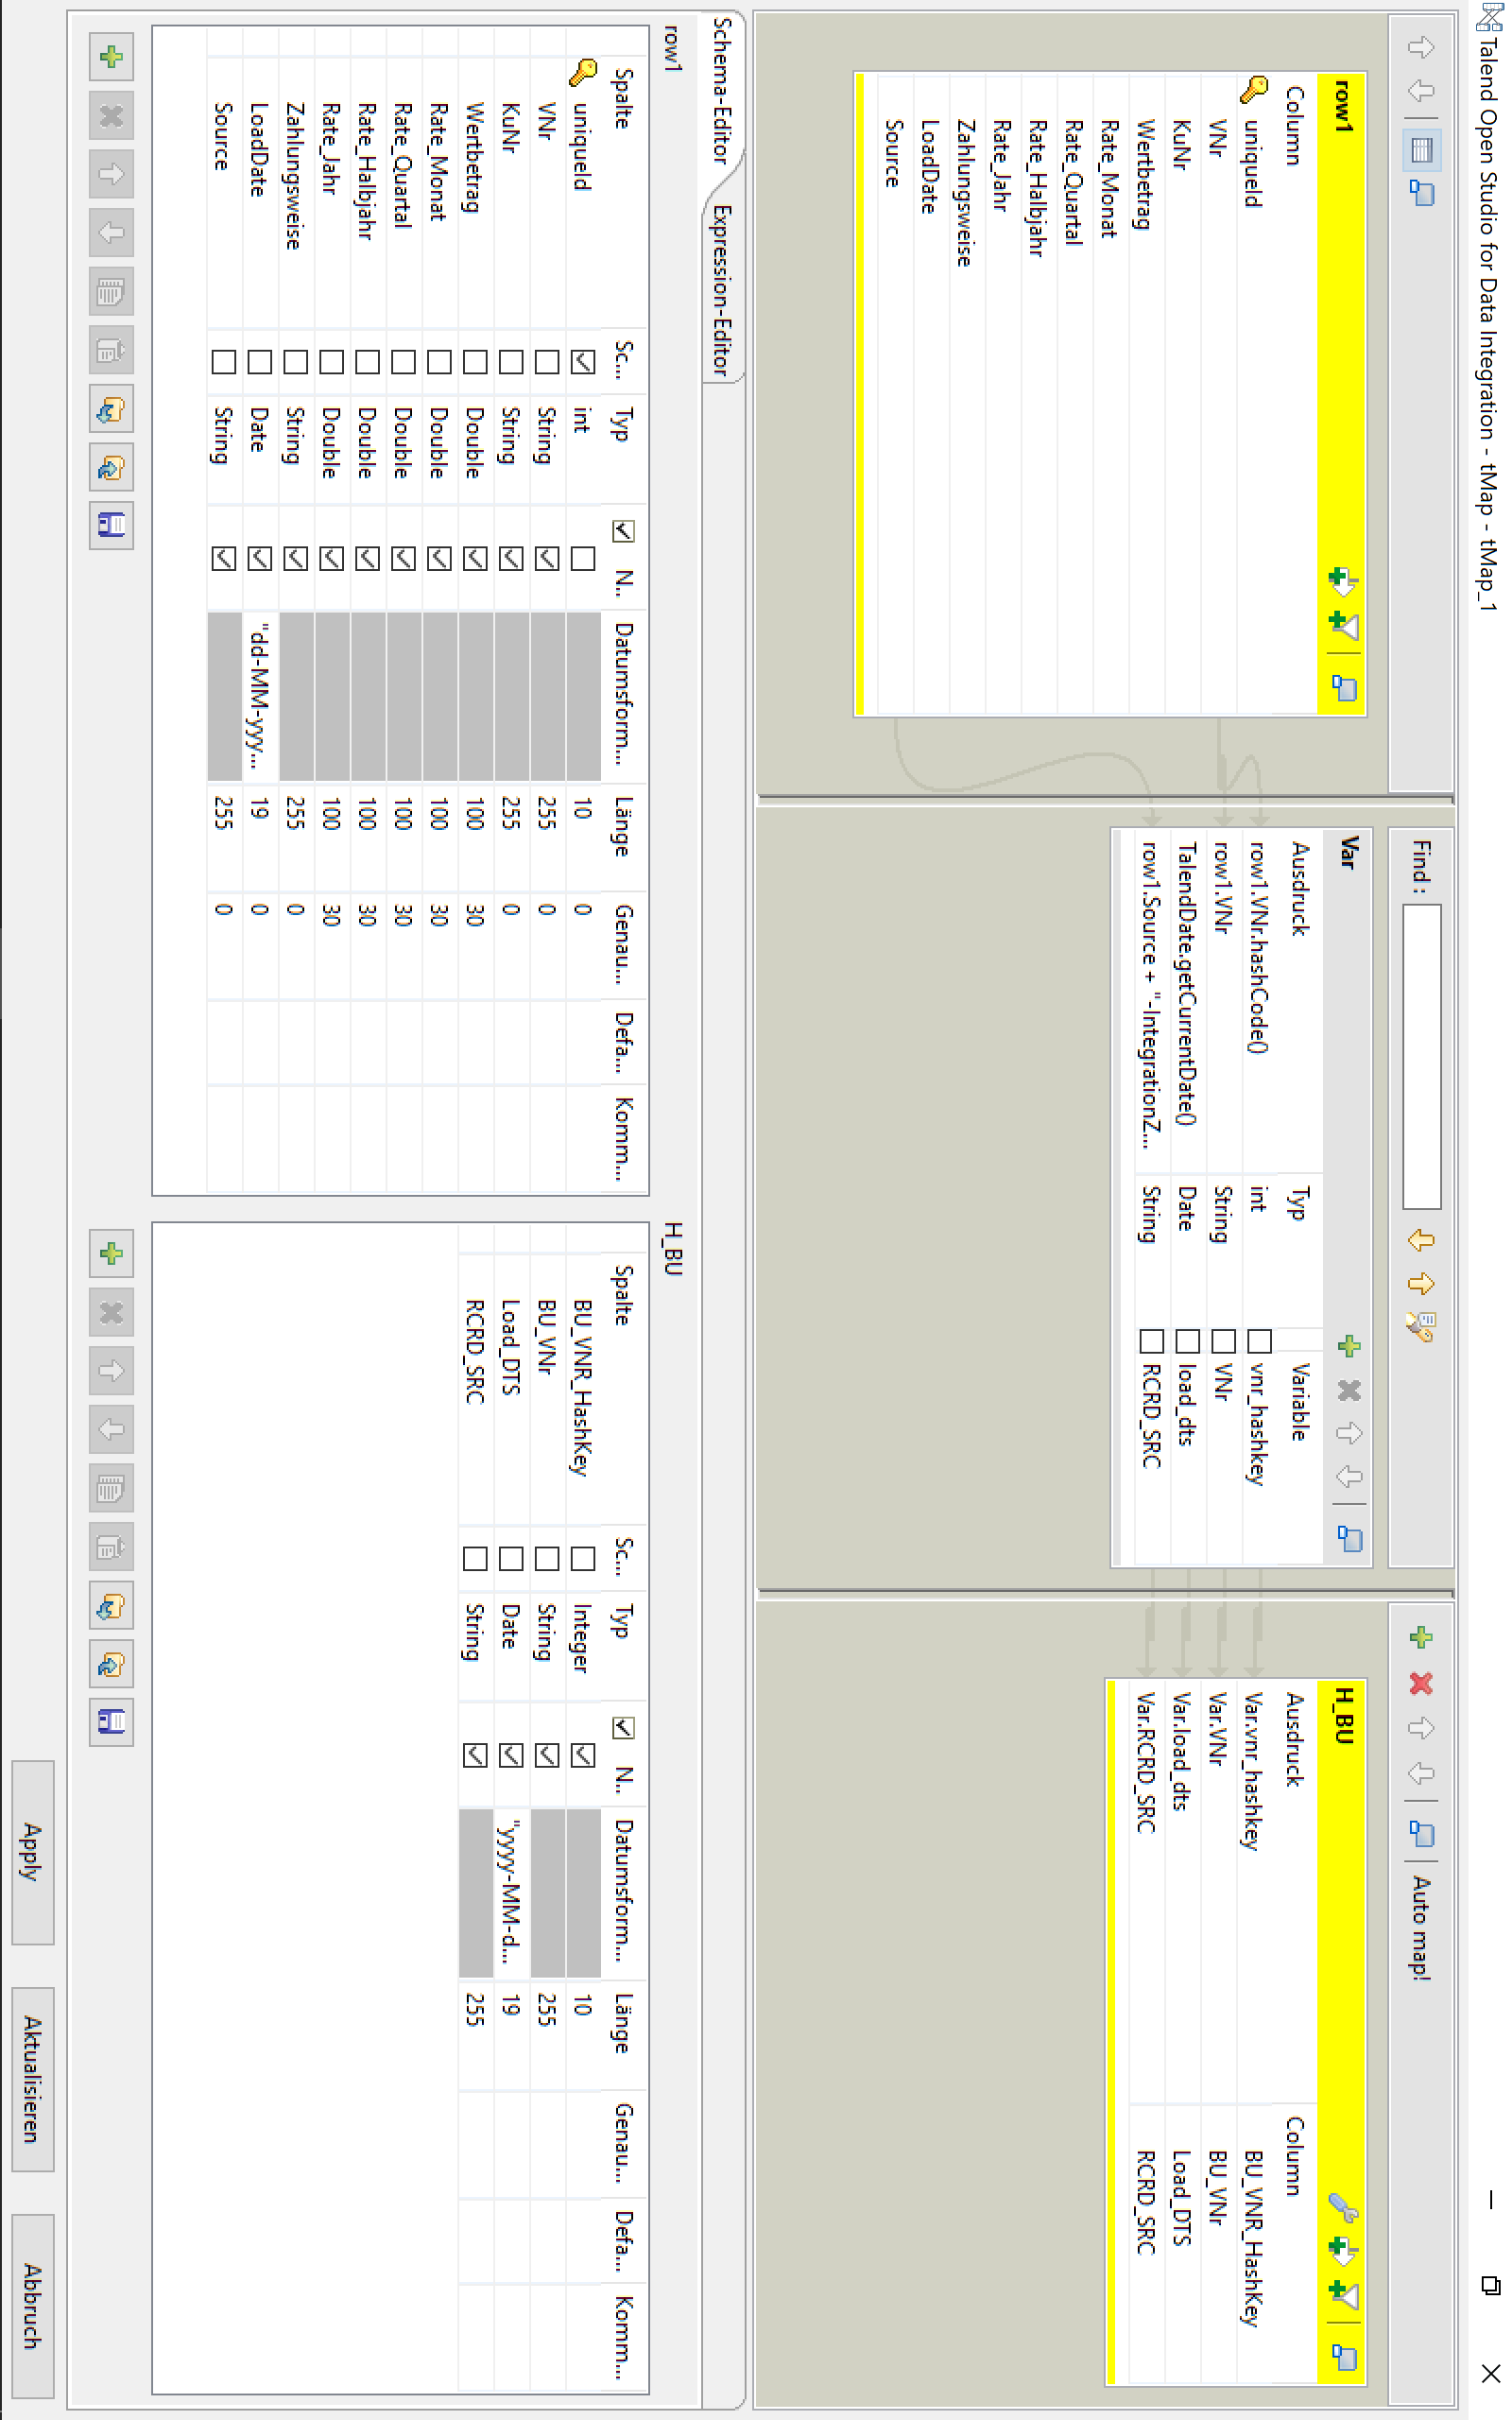 Talend Open Studio for Data Integration - tMap - tMap_1
Find :
Auto map!
row1
Column
uniqueId
VNr
KuNr
Wertbetrag
Rate_Monat
Rate_Quartal
Rate_Halbjahr
Rate_Jahr
Zahlungsweise
LoadDate
Source
Var
Ausdruck Typ Variable
row1.VNr.hashCode() int vnr_hashkey
row1.VNr String VNr
TalendDate.getCurrentDate() Date load_dts
row1.Source + "-IntegrationZ... String RCRD_SRC
H_BU
Ausdruck Column
Var.vnr_hashkey BU_VNR_HashKey
Var.VNr BU_VNr
Var.load_dts Load_DTS
Var.RCRD_SRC RCRD_SRC
Schema-Editor Expression-Editor
row1
Spalte Sc... Typ N.. Datumsform... Länge Genau... Defa... Komm...
uniqueId int 10 0
VNr String 255 0
KuNr String 255 0
Wertbetrag Double 100 30
Rate_Monat Double 100 30
Rate_Quartal Double 100 30
Rate_Halbjahr Double 100 30
Rate_Jahr Double 100 30
Zahlungsweise String 255 0
LoadDate Date "dd-MM-yyy... 19 0
Source String 255 0
H_BU
Spalte Sc... Typ N.. Datumsform... Länge Genau... Defa... Komm...
BU_VNR_HashKey Integer 10
BU_VNr String 255
Load_DTS Date "yyyy-MM-d... 19
RCRD_SRC String 255
Apply Aktualisieren Abbruch